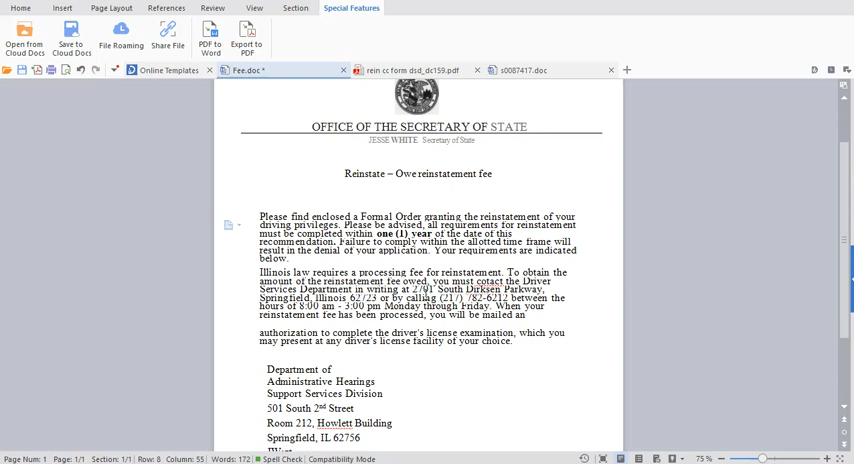 Home Insert Page Layout References Review View Section Special Features
Open from Cloud Docs Save to Cloud Docs File Roaming Share File PDF to Word Export to PDF
Online Templates Fee.doc * rein cc form dsd_dc159.pdf s0087417.doc
OFFICE OF THE SECRETARY OF STATE
JESSE WHITE Secretary of State
Reinstate – Owe reinstatement fee
Please find enclosed a Formal Order granting the reinstatement of your
driving privileges. Please be advised, all requirements for reinstatement
must be completed within one (1) year of the date of this
recommendation. Failure to comply within the allotted time frame will
result in the denial of your application. Your requirements are indicated
below.
Illinois law requires a processing fee for reinstatement. To obtain the
amount of the reinstatement fee owed, you must cotact the Driver
Services Department in writing at 2701 South Dirksen Parkway,
Springfield, Illinois 62723 or by calling (217) 782-6212 between the
hours of 8:00 am - 3:00 pm Monday through Friday. When your
reinstatement fee has been processed, you will be mailed an
authorization to complete the driver's license examination, which you
may present at any driver's license facility of your choice.
Department of
Administrative Hearings
Support Services Division
501 South 2nd Street
Room 212, Howlett Building
Springfield, IL 62756
Page Num: 1 Page: 1/1 Section: 1/1 Row: 8 Column: 55 Words: 172 Spell Check Compatibility Mode 75 %